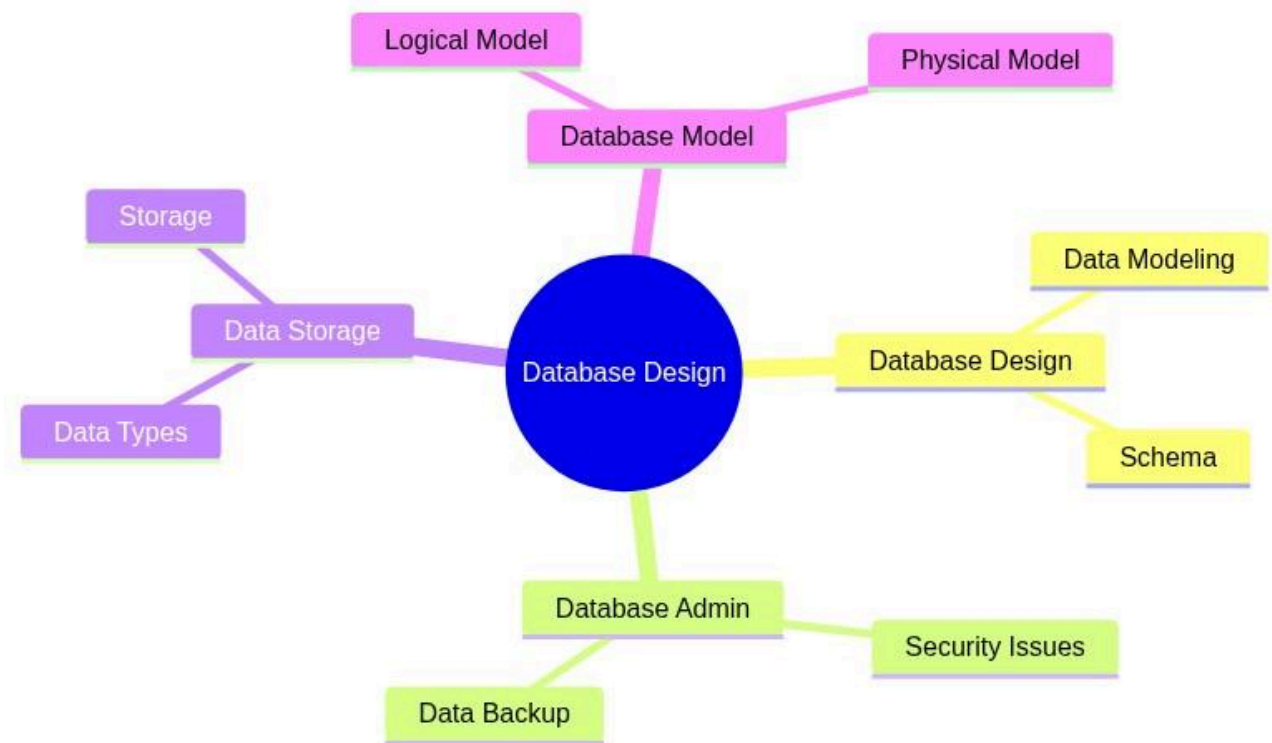 Logical Model
Physical Model
Database Model
Storage
Data Modeling
Data Storage
Database Design
Database Design
Data Types
Schema
Database Admin
Security Issues
Data Backup